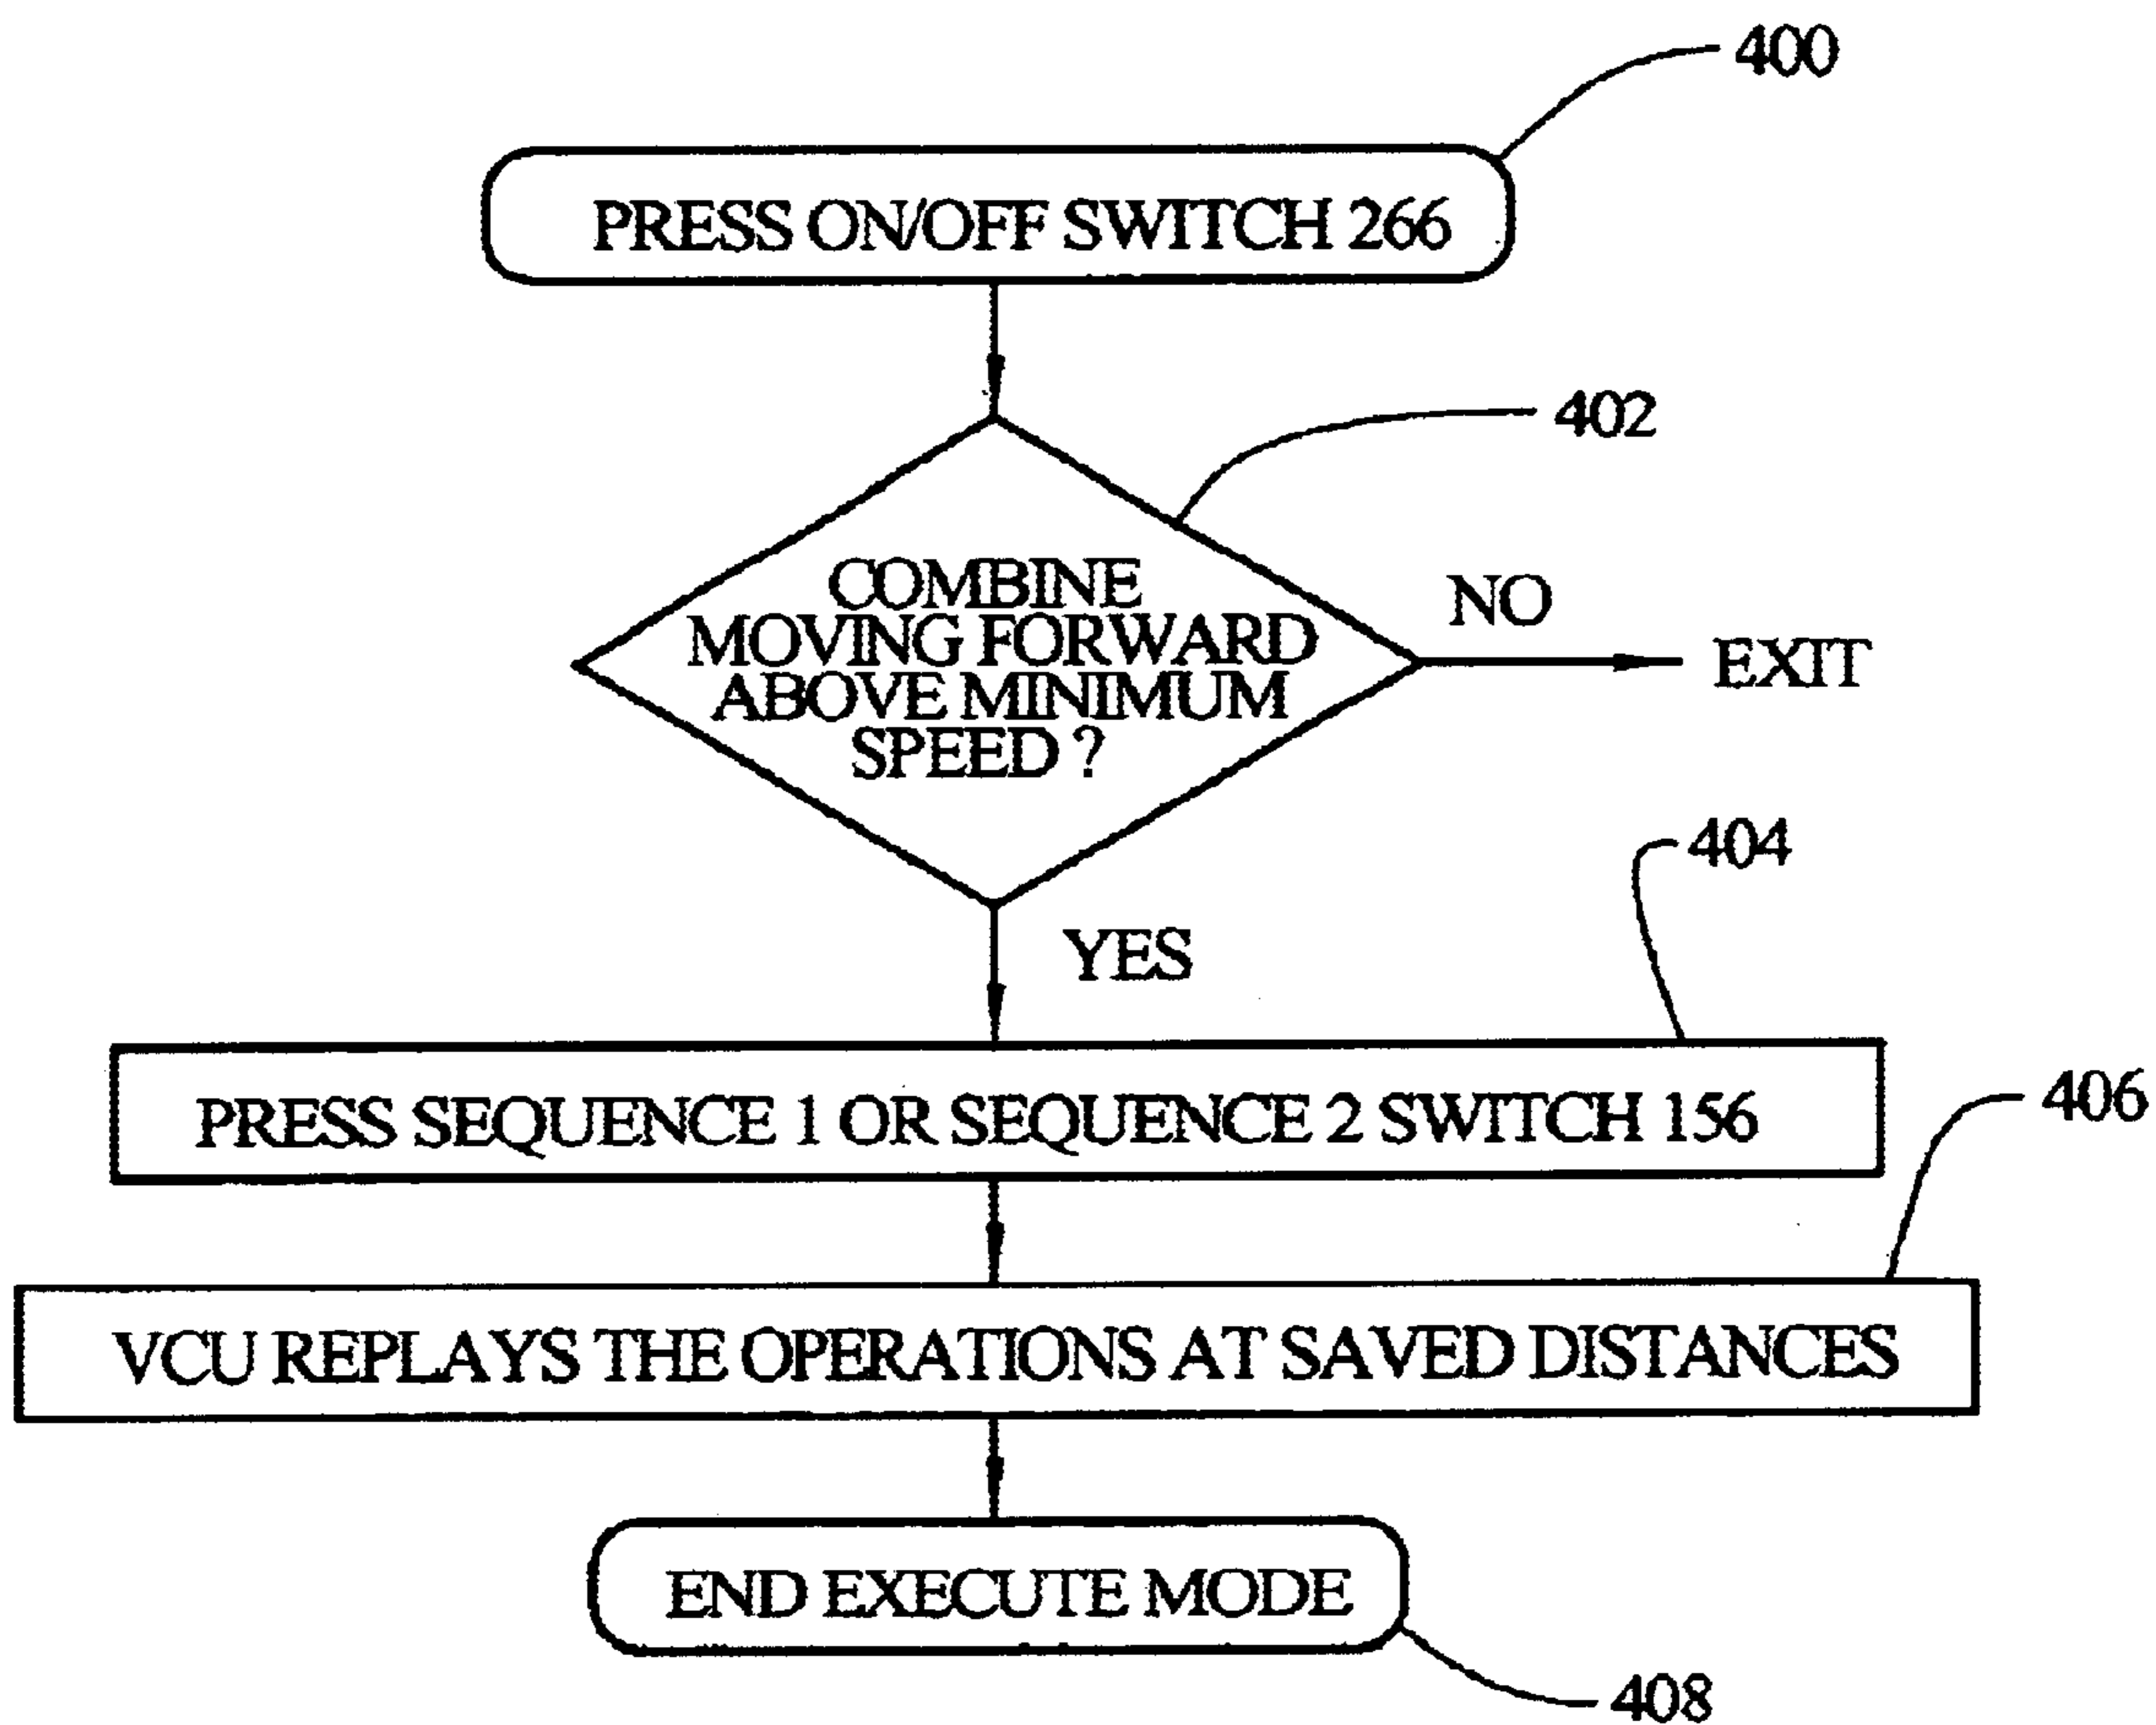 400
PRESS ON/OFF SWITCH 266
402
COMBINE
MOVING FORWARD
ABOVE MINIMUM
SPEED ?
NO
EXIT
YES
404
PRESS SEQUENCE 1 OR SEQUENCE 2 SWITCH 156
406
VCU REPLAYS THE OPERATIONS AT SAVED DISTANCES
END EXECUTE MODE
408